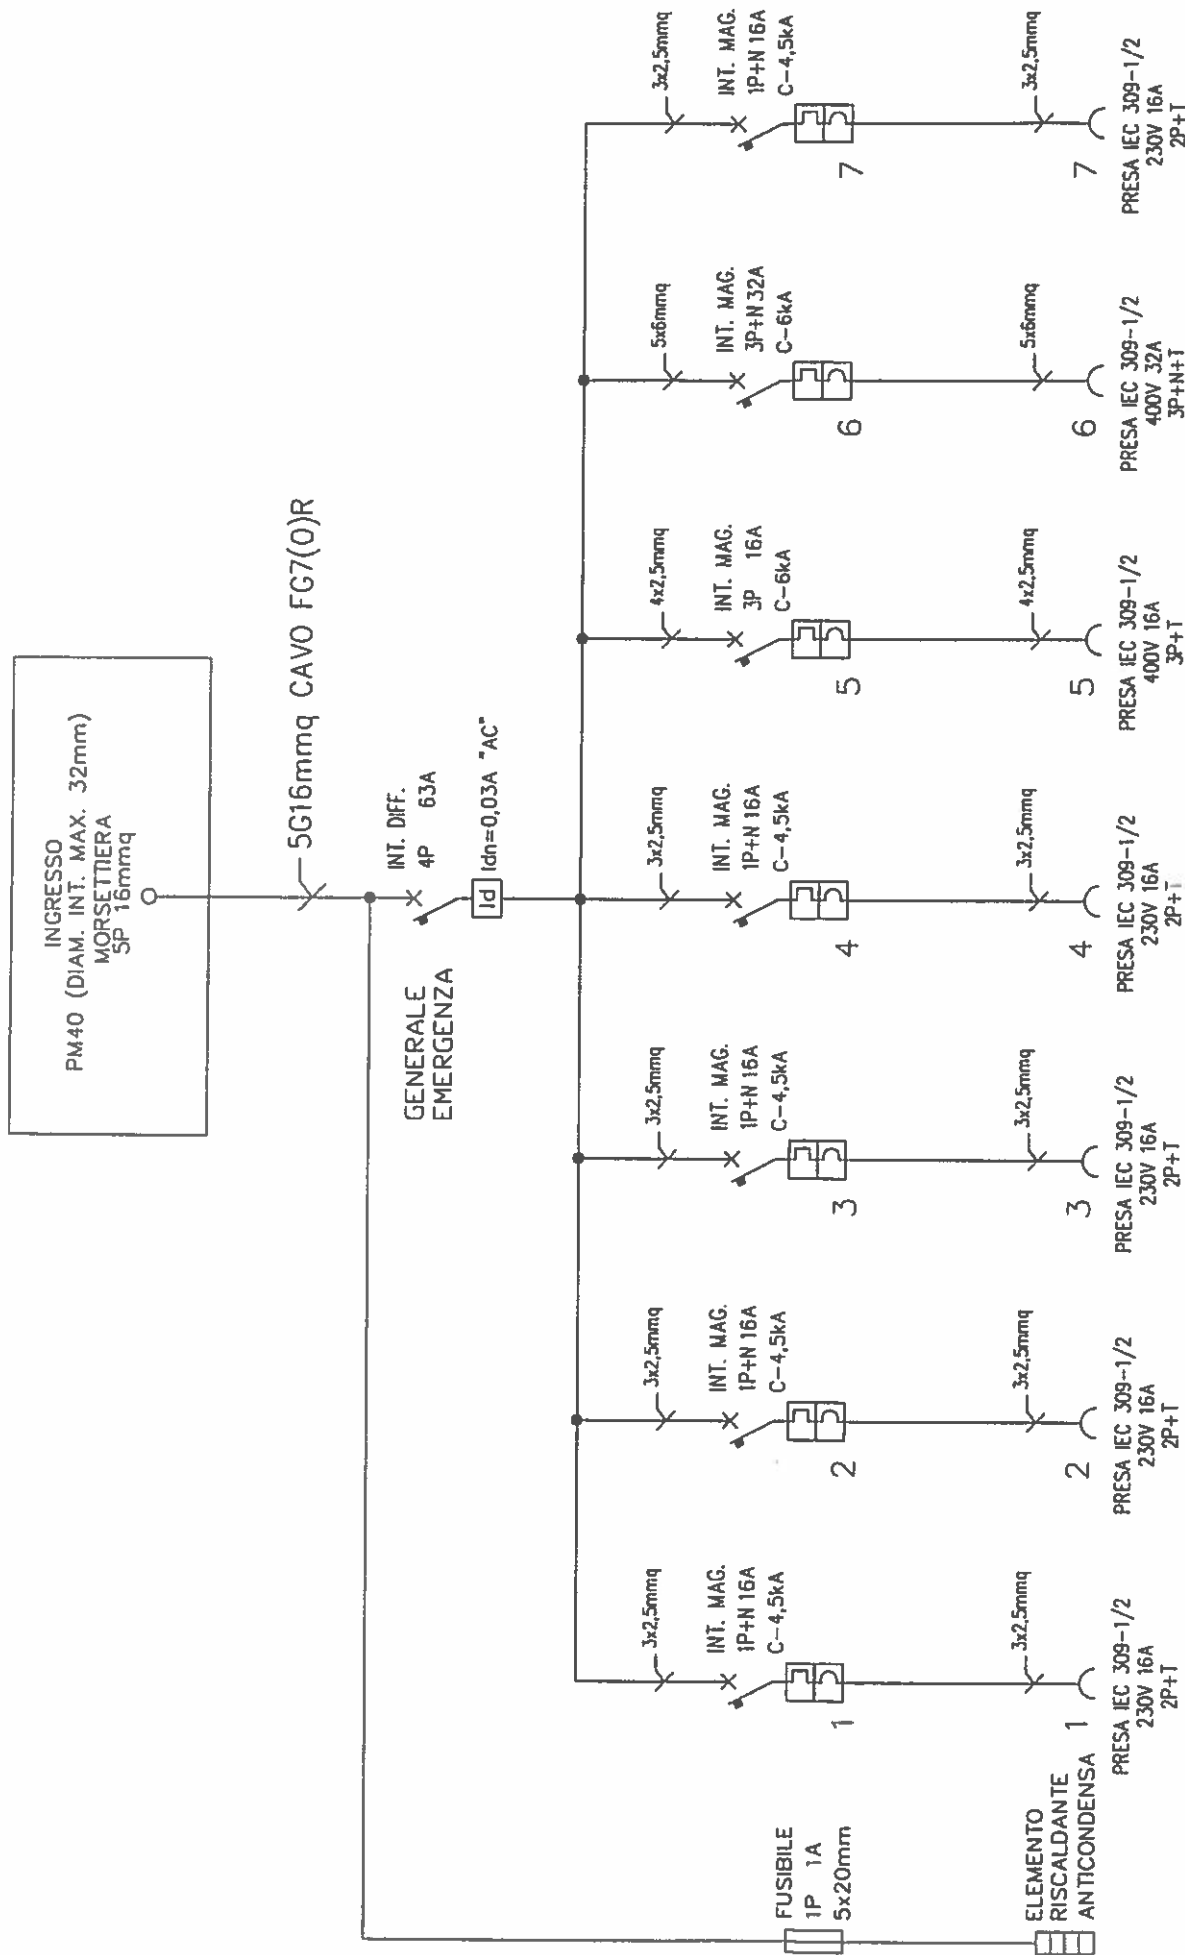 INGRESSO
PM40 (DIAM. INT. MAX. 32mm)
MORSETTIERA
5P 16mmq
5G16mmq CAVO FG7(O)R
INT. DIFF.
4P 63A
Id
Idn=0,03A "AC"
GENERALE
EMERGENZA
FUSIBILE
1P 1A
5x20mm
ELEMENTO
RISCALDANTE
ANTICONDENSA
3x2,5mmq
INT. MAG.
1P+N 16A
C-4,5kA
1
3x2,5mmq
1
PRESA IEC 309-1/2
230V 16A
2P+T
3x2,5mmq
INT. MAG.
1P+N 16A
C-4,5kA
2
3x2,5mmq
2
PRESA IEC 309-1/2
230V 16A
2P+T
3x2,5mmq
INT. MAG.
1P+N 16A
C-4,5kA
3
3x2,5mmq
3
PRESA IEC 309-1/2
230V 16A
2P+T
3x2,5mmq
INT. MAG.
1P+N 16A
C-4,5kA
4
3x2,5mmq
4
PRESA IEC 309-1/2
230V 16A
2P+T
4x2,5mmq
INT. MAG.
3P 16A
C-6kA
5
4x2,5mmq
5
PRESA IEC 309-1/2
400V 16A
3P+T
5x6mmq
INT. MAG.
3P+N 32A
C-6kA
6
5x6mmq
6
PRESA IEC 309-1/2
400V 32A
3P+N+T
3x2,5mmq
INT. MAG.
1P+N 16A
C-4,5kA
7
3x2,5mmq
7
PRESA IEC 309-1/2
230V 16A
2P+T